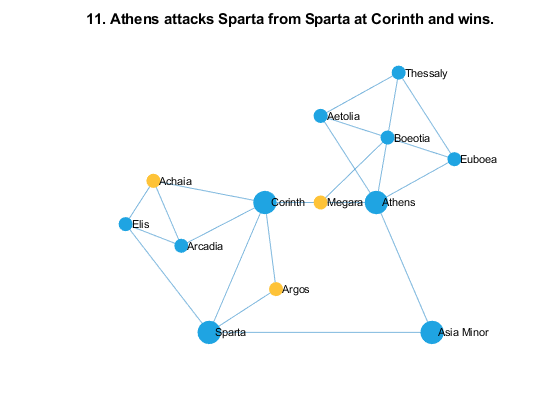 11. Athens attacks Sparta from Sparta at Corinth and wins.
Thessaly
Aetolia
Boeotia
Euboea
Achaia
Corinth
Megara
Athens
Elis
Arcadia
Argos
Sparta
Asia Minor